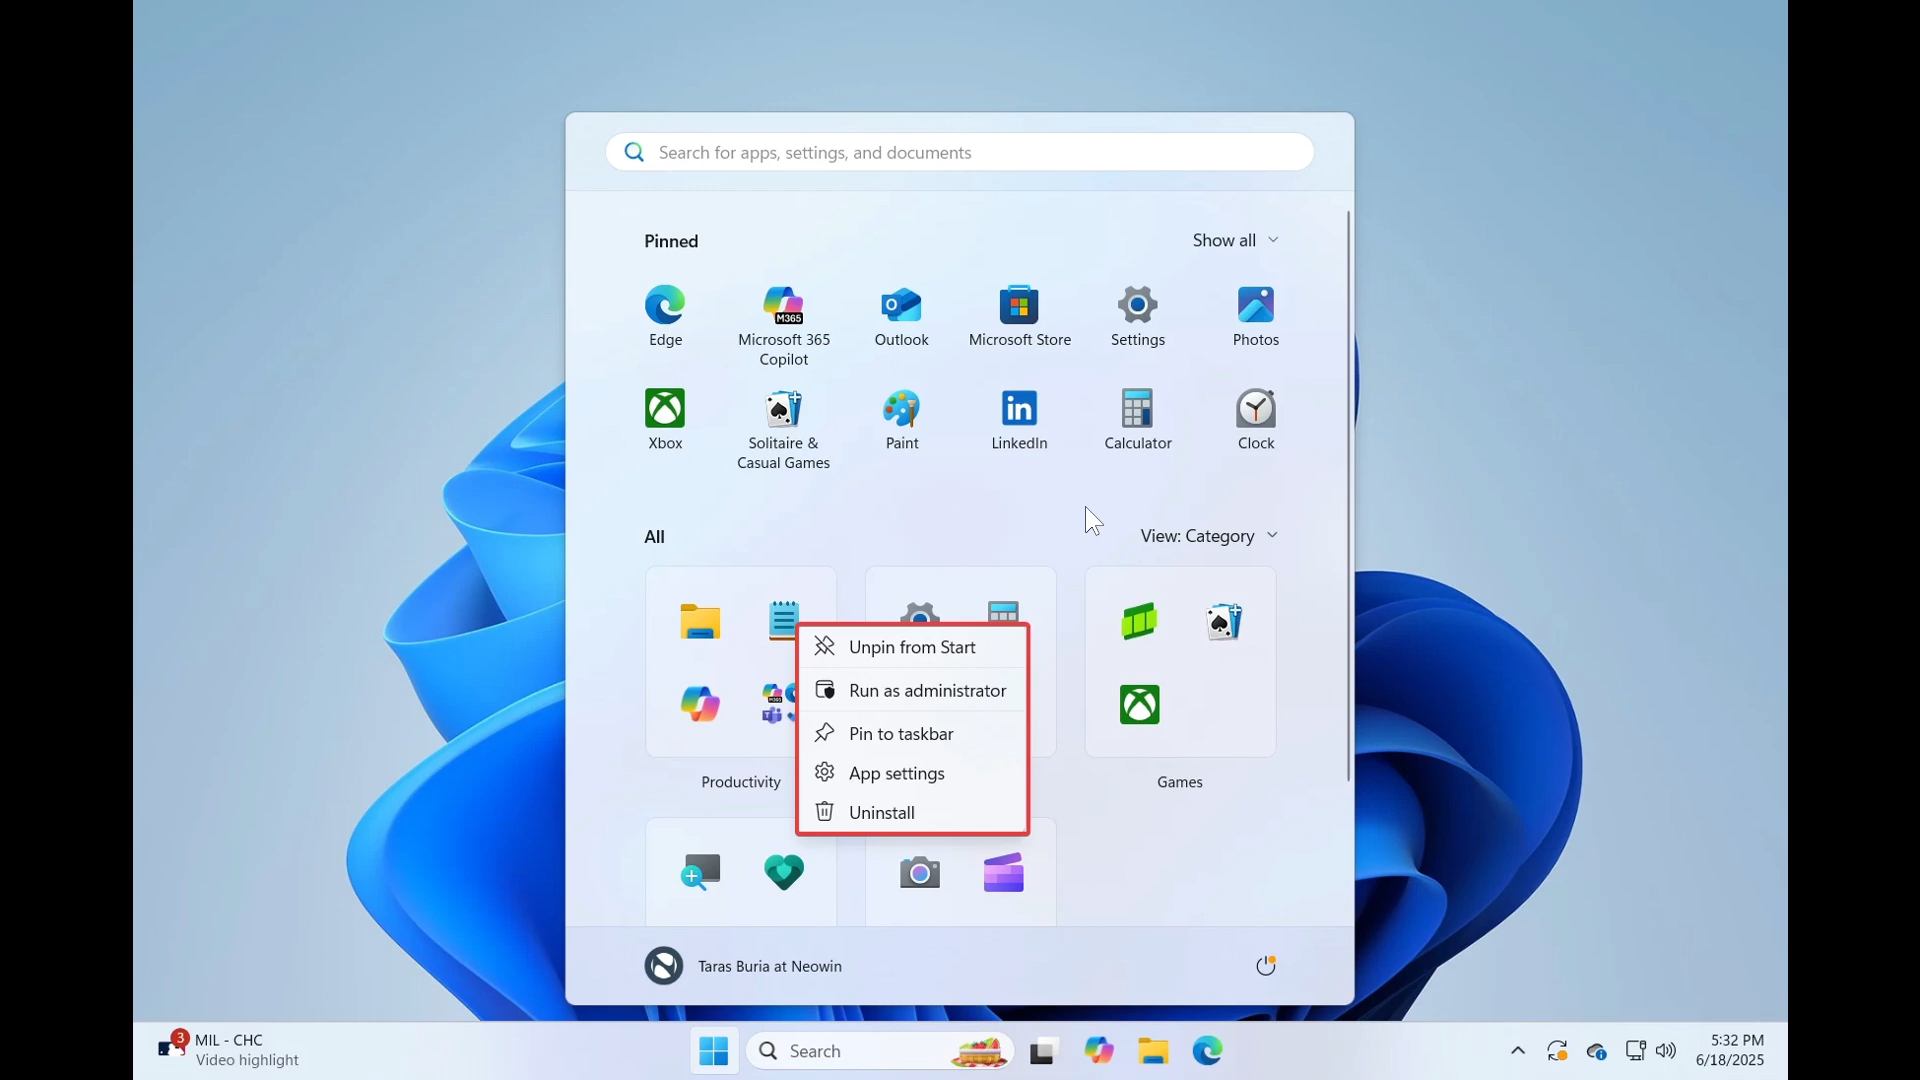 Search for apps, settings, and documents
Pinned
Show all
Edge
Microsoft 365
Copilot
Outlook
Microsoft Store
Settings
Photos
M365
Xbox
Solitaire &
Casual Games
Paint
LinkedIn
Calculator
Clock
All
View: Category
Unpin from Start
Run as administrator
Pin to taskbar
App settings
Uninstall
Productivity
Games
Taras Buria at Neowin
3
MIL - CHC
Video highlight
Search
5:32 PM
6/18/2025